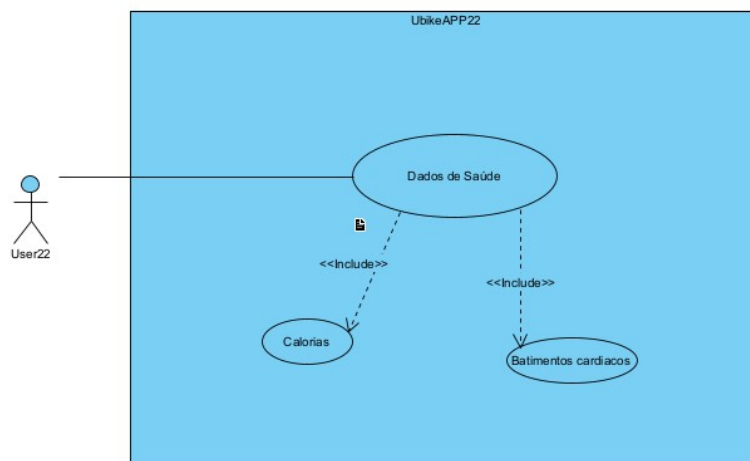 UbikeAPP22
Dados de Saúde
User22
<<Include>>
<<Include>>
Calorias
Batimentos cardiacos